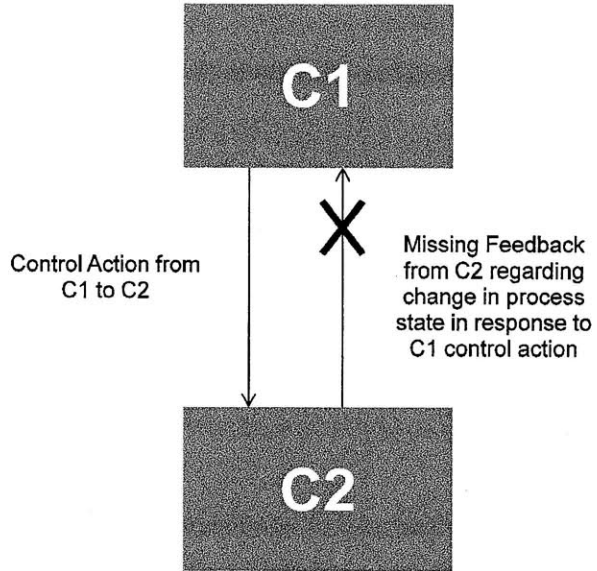 C1
Control Action from
C1 to C2
Missing Feedback
from C2 regarding
change in process
state in response to
C1 control action
C2